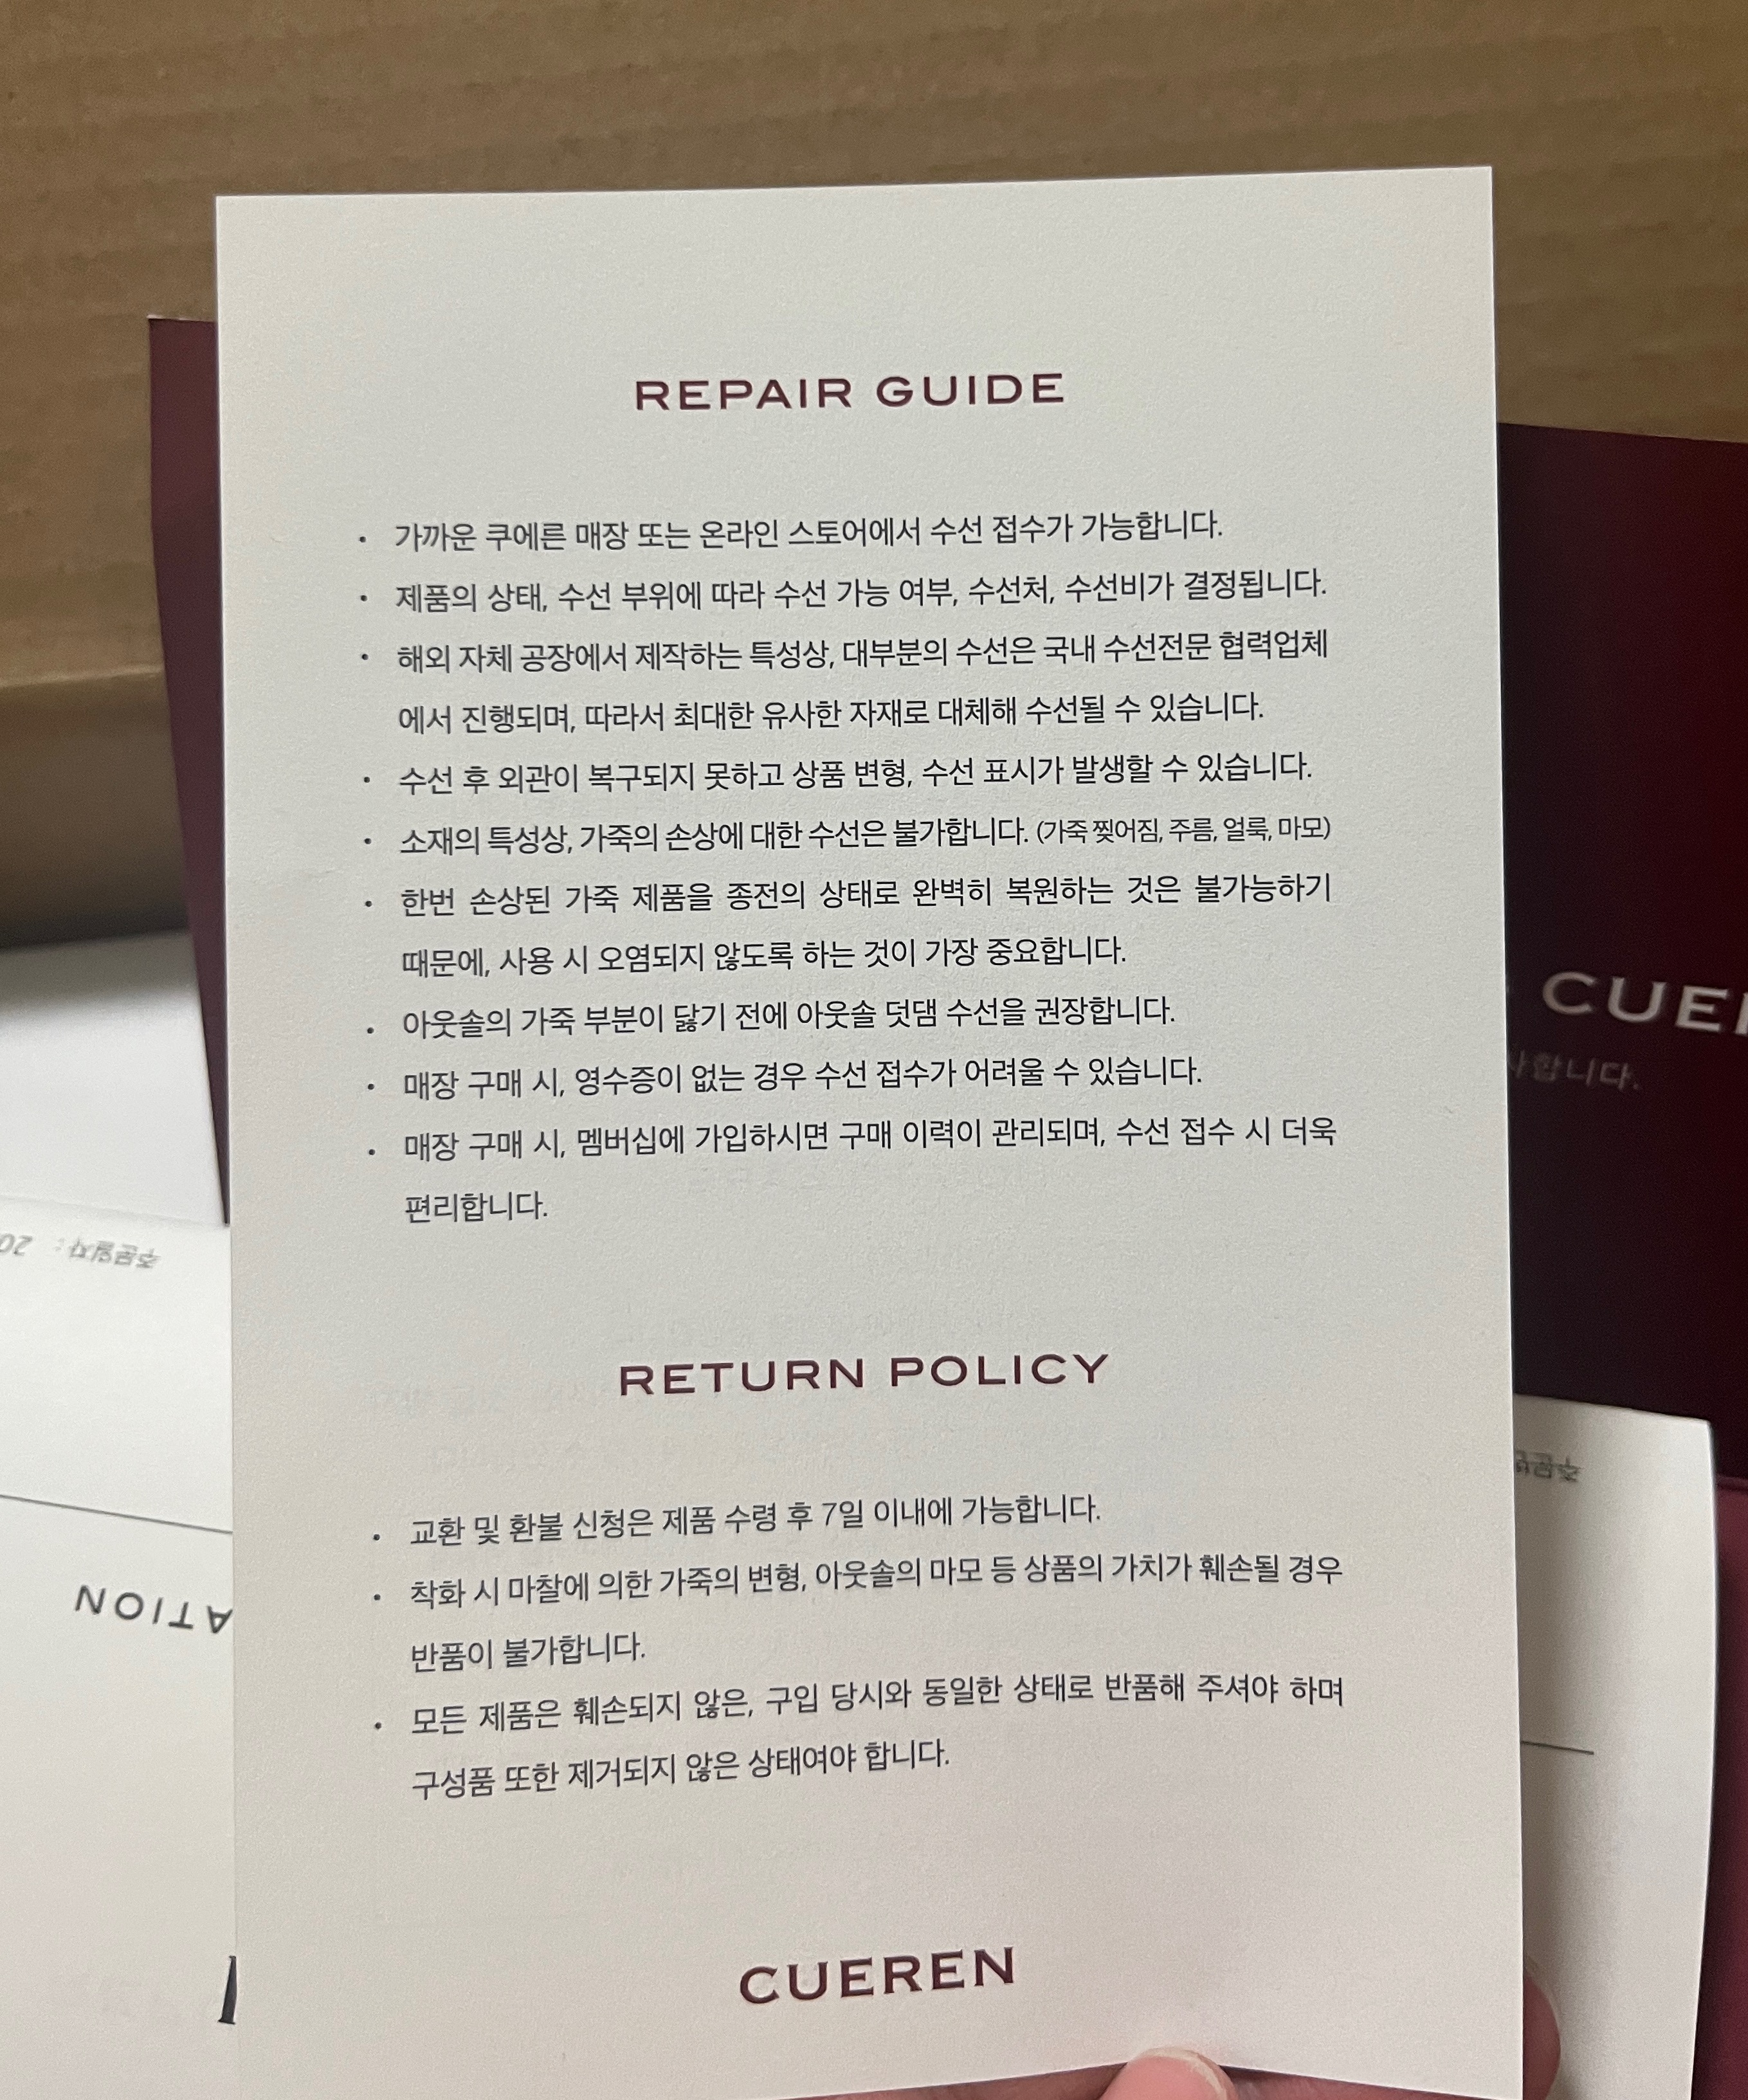 REPAIR GUIDE
• 가까운 쿠에른 매장 또는 온라인 스토어에서 수선 접수가 가능합니다.
• 제품의 상태, 수선 부위에 따라 수선 가능 여부, 수선처, 수선비가 결정됩니다.
• 해외 자체 공장에서 제작하는 특성상, 대부분의 수선은 국내 수선전문 협력업체
에서 진행되며, 따라서 최대한 유사한 자재로 대체해 수선될 수 있습니다.
• 수선 후 외관이 복구되지 못하고 상품 변형, 수선 표시가 발생할 수 있습니다.
• 소재의 특성상, 가죽의 손상에 대한 수선은 불가합니다. (가죽 찢어짐, 주름, 얼룩, 마모)
• 한번 손상된 가죽 제품을 종전의 상태로 완벽히 복원하는 것은 불가능하기
때문에, 사용 시 오염되지 않도록 하는 것이 가장 중요합니다.
• 아웃솔의 가죽 부분이 닳기 전에 아웃솔 덧댐 수선을 권장합니다.
• 매장 구매 시, 영수증이 없는 경우 수선 접수가 어려울 수 있습니다.
• 매장 구매 시, 멤버십에 가입하시면 구매 이력이 관리되며, 수선 접수 시 더욱
편리합니다.
RETURN POLICY
• 교환 및 환불 신청은 제품 수령 후 7일 이내에 가능합니다.
• 착화 시 마찰에 의한 가죽의 변형, 아웃솔의 마모 등 상품의 가치가 훼손될 경우
반품이 불가합니다.
• 모든 제품은 훼손되지 않은, 구입 당시와 동일한 상태로 반품해 주셔야 하며
구성품 또한 제거되지 않은 상태여야 합니다.
CUEREN
CUE
합니다.
주문일자 : 20
ATION
주문번